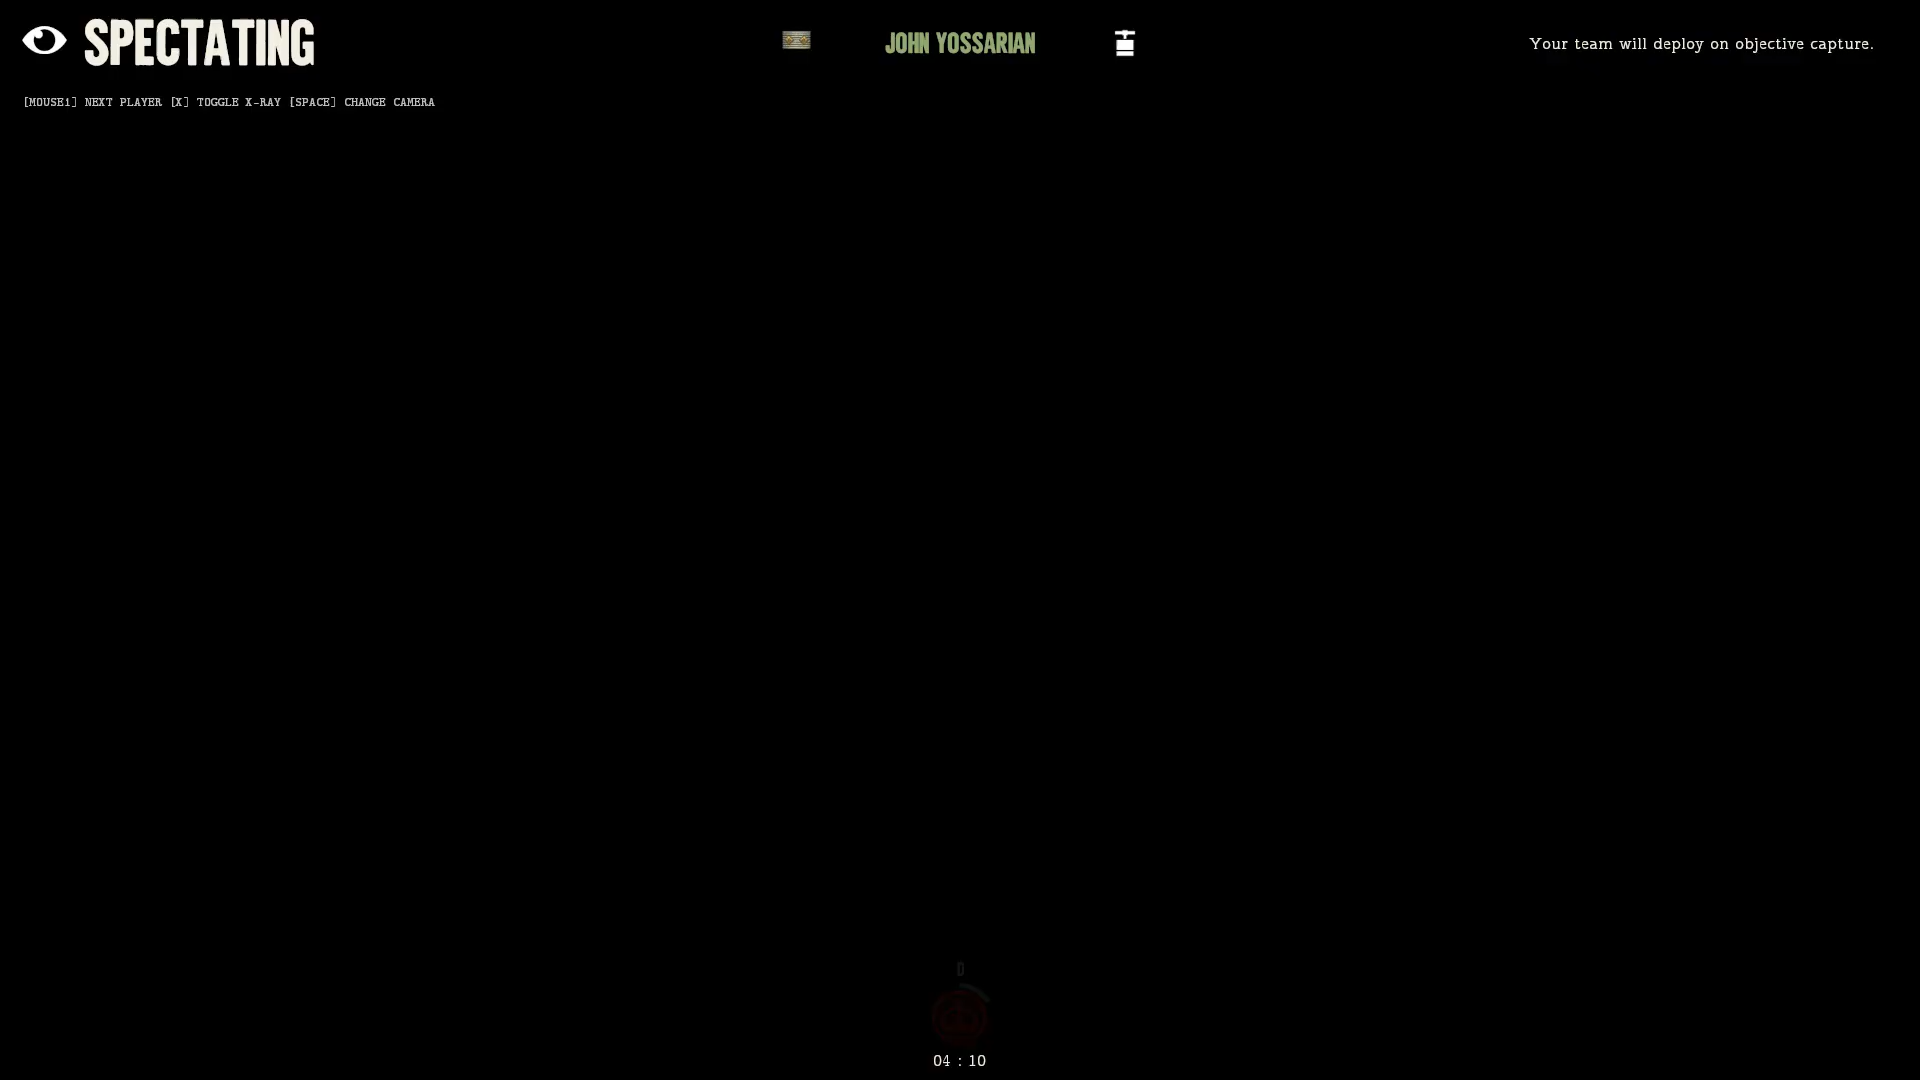 SPECTATING
JOHN YOSSARIAN
Your team will deploy on objective capture.
[MOUSE1] NEXT PLAYER [X] TOGGLE X-RAY [SPACE] CHANGE CAMERA
04 : 10